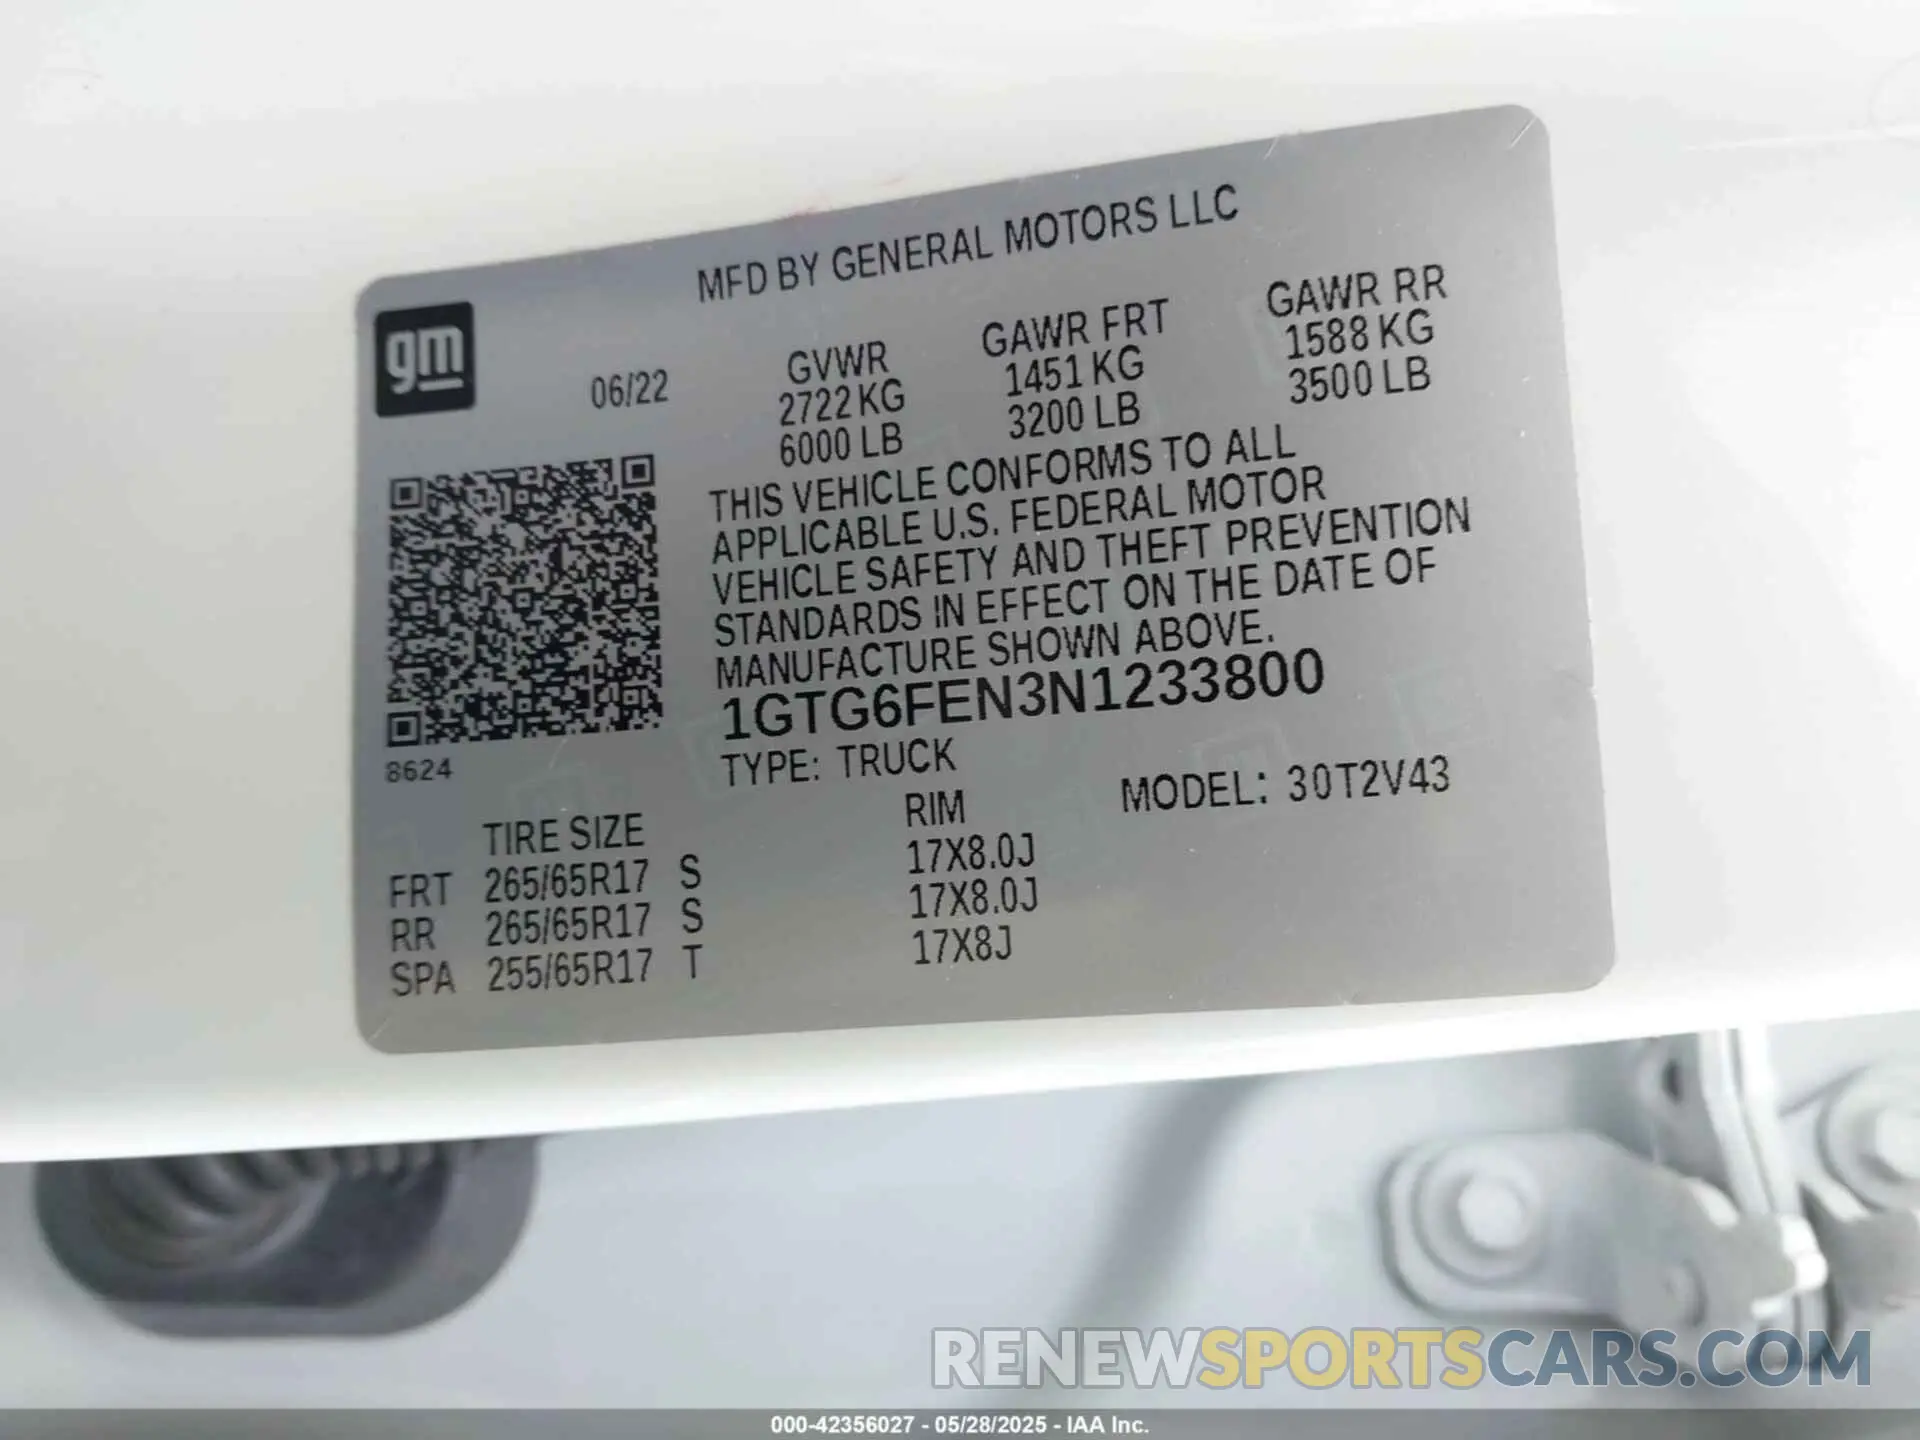 MFD BY GENERAL MOTORS LLC
gm
06/22
GVWR GAWR FRT GAWR RR
2722 KG 1451 KG 1588 KG
6000 LB 3200 LB 3500 LB
THIS VEHICLE CONFORMS TO ALL
APPLICABLE U.S. FEDERAL MOTOR
VEHICLE SAFETY AND THEFT PREVENTION
STANDARDS IN EFFECT ON THE DATE OF
MANUFACTURE SHOWN ABOVE.
1GTG6FEN3N1233800
8624
TYPE: TRUCK MODEL: 30T2V43
TIRE SIZE RIM
FRT 265/65R17 S 17X8.0J
RR 265/65R17 S 17X8.0J
SPA 255/65R17 T 17X8J
RENEWSPORTSCARS.COM
000-42356027 - 05/28/2025 - IAA Inc.